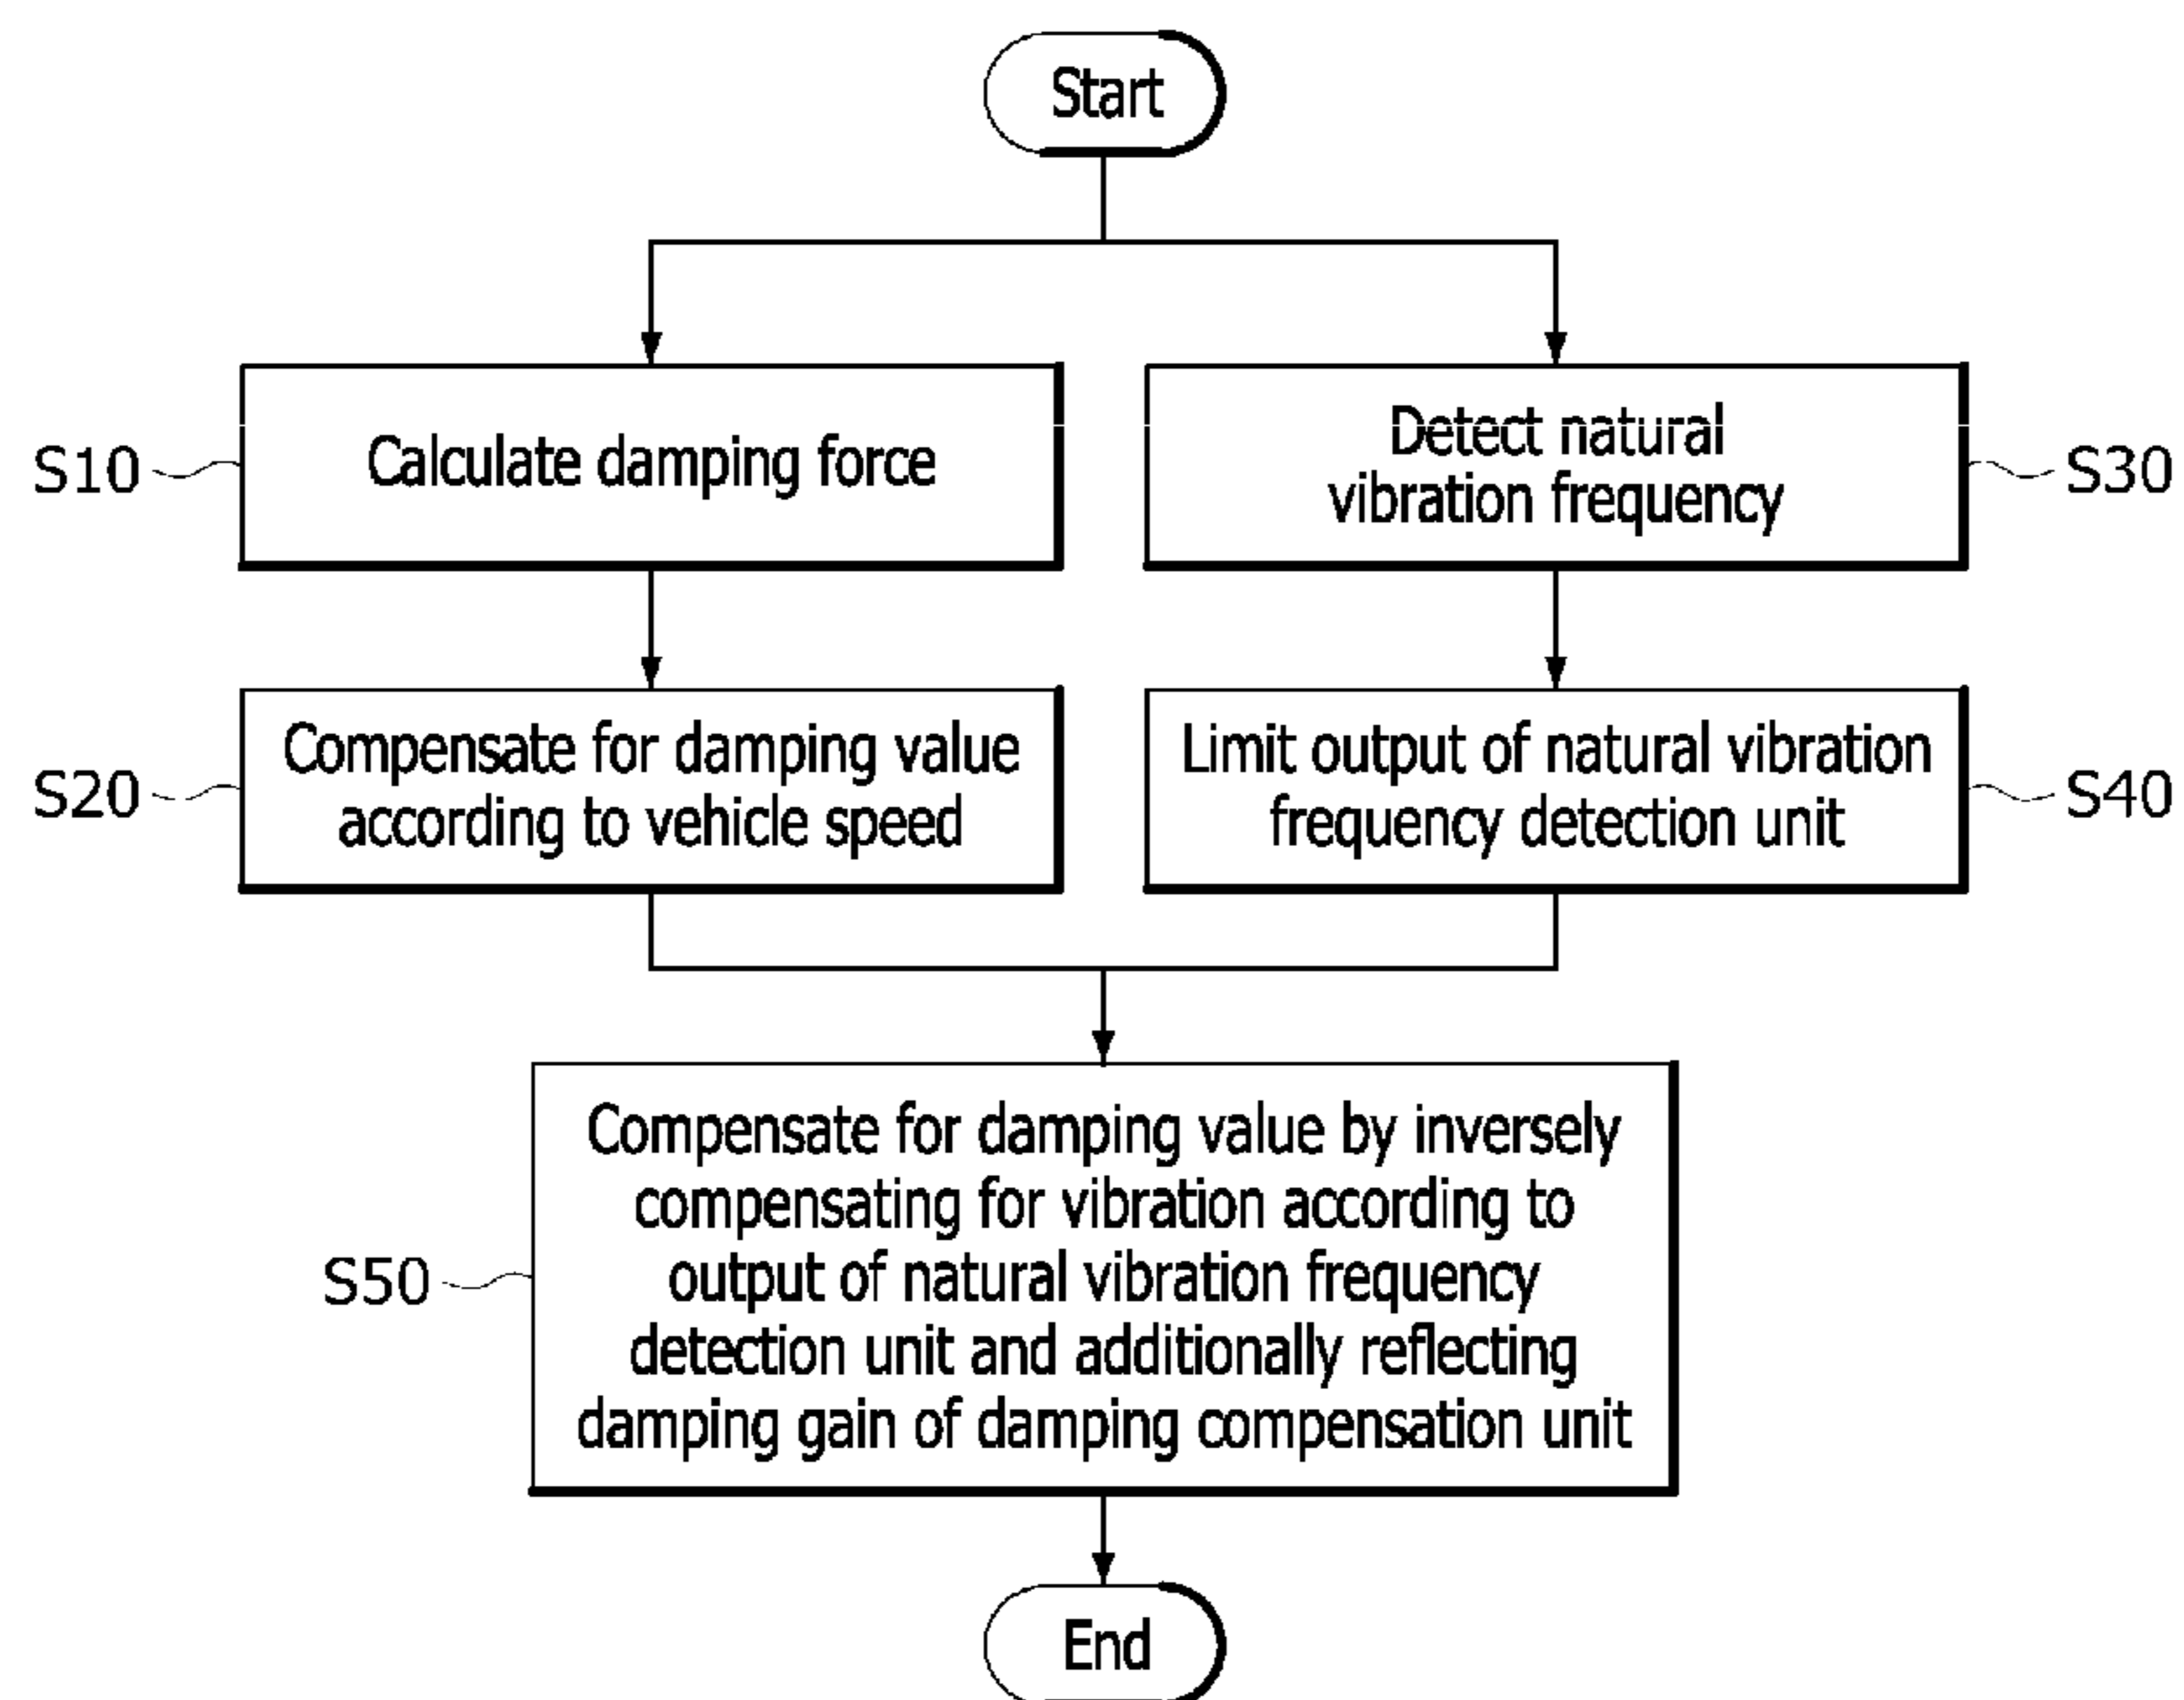 Start
S10
Calculate damping force
Detect natural
vibration frequency
S30
S20
Compensate for damping value
according to vehicle speed
Limit output of natural vibration
frequency detection unit
S40
S50
Compensate for damping value by inversely
compensating for vibration according to
output of natural vibration frequency
detection unit and additionally reflecting
damping gain of damping compensation unit
End